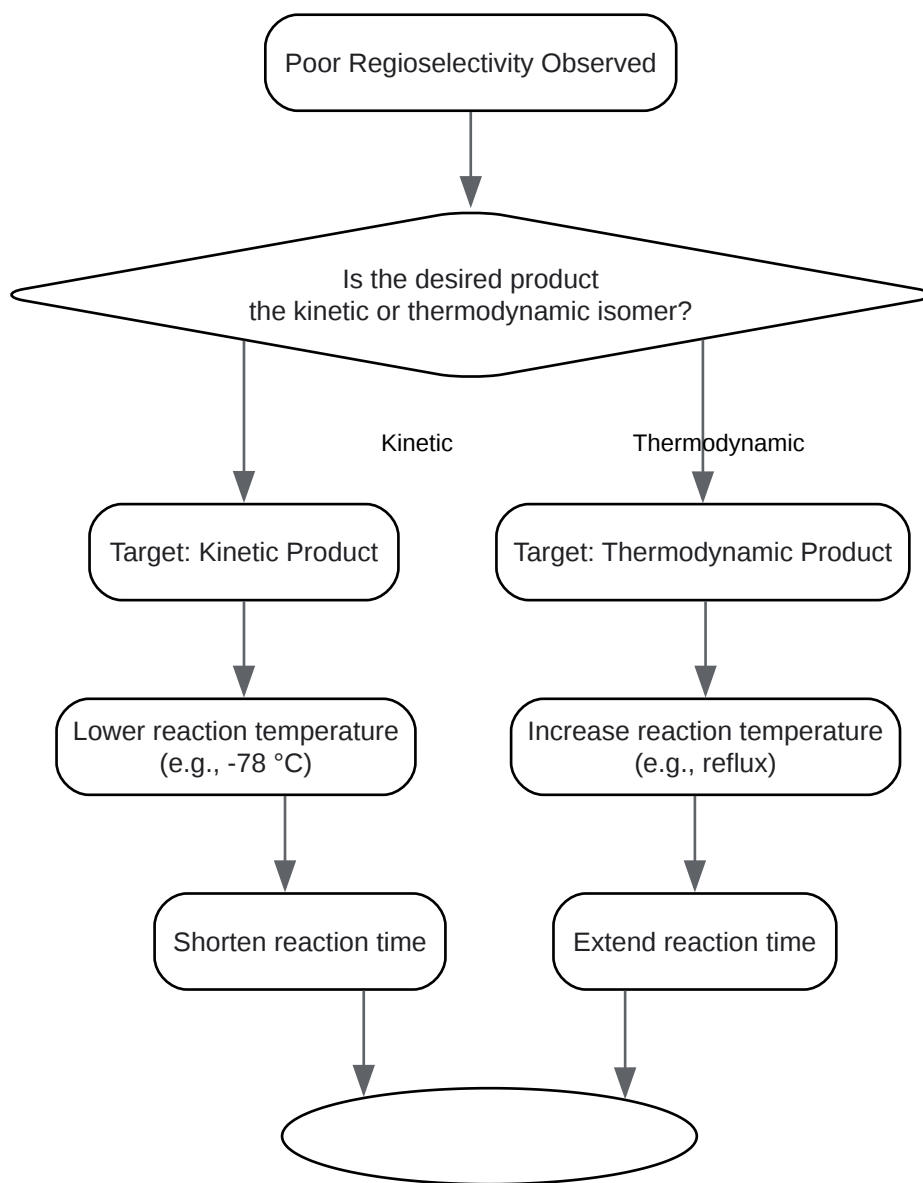 Poor Regioselectivity Observed
Is the desired product
the kinetic or thermodynamic isomer?
Kinetic
Thermodynamic
Target: Kinetic Product
Target: Thermodynamic Product
Lower reaction temperature
(e.g., -78 °C)
Increase reaction temperature
(e.g., reflux)
Shorten reaction time
Extend reaction time